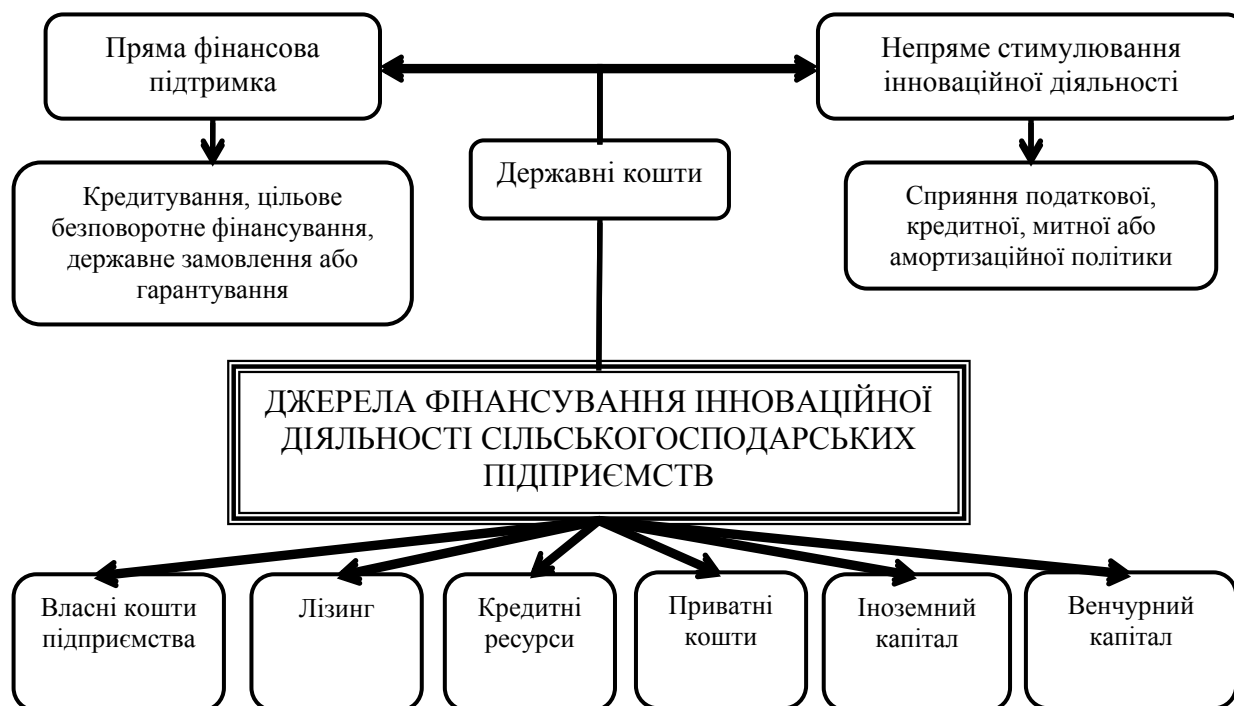 Пряма фінансова
підтримка
Непряме стимулювання
інноваційної діяльності
Державні кошти
Кредитування, цільове
безповоротне фінансування,
державне замовлення або
гарантування
Сприяння податкової,
кредитної, митної або
амортизаційної політики
ДЖЕРЕЛА ФІНАНСУВАННЯ ІННОВАЦІЙНОЇ
ДІЯЛЬНОСТІ СІЛЬСЬКОГОСПОДАРСЬКИХ
ПІДПРИЄМСТВ
Власні кошти
підприємства
Лізинг
Кредитні
ресурси
Приватні
кошти
Іноземний
капітал
Венчурний
капітал